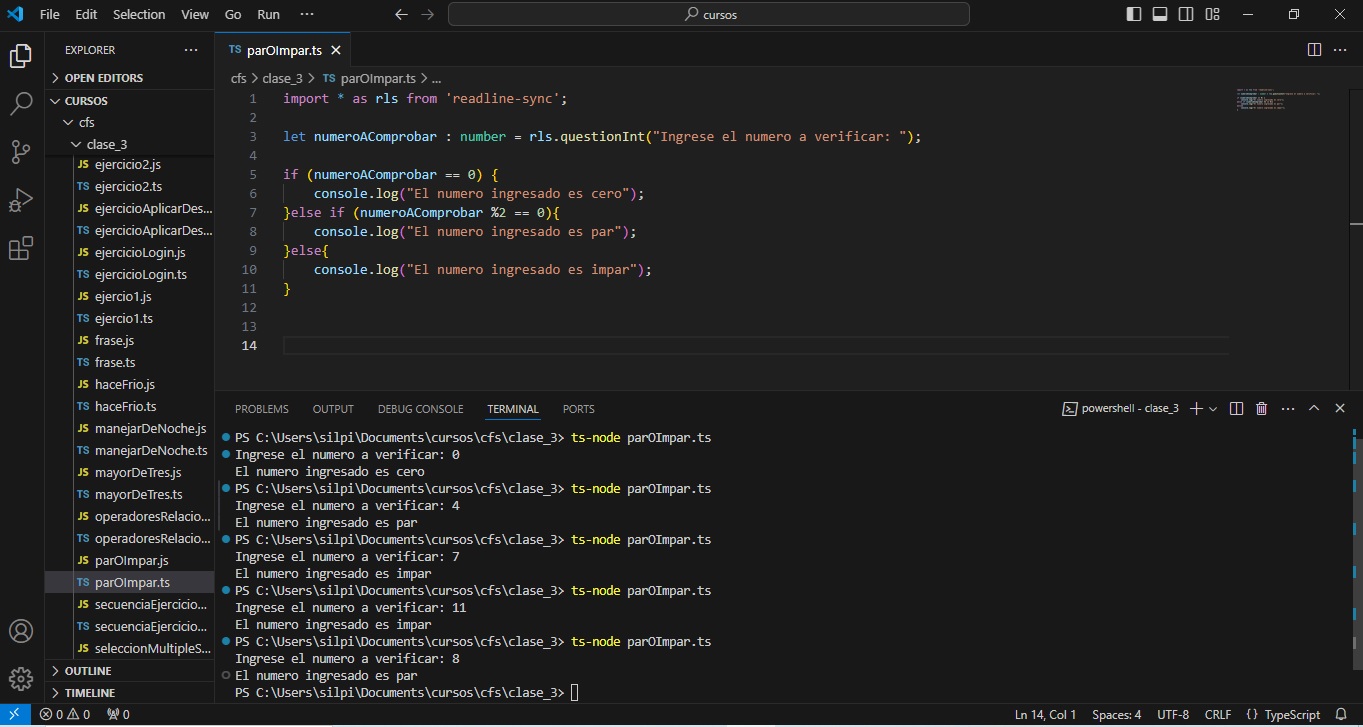 File Edit Selection View Go Run ··· cursos
EXPLORER ···
OPEN EDITORS
CURSOS
cfs
clase_3
JS ejercicio2.js
TS ejercicio2.ts
JS ejercicioAplicarDes...
TS ejercicioAplicarDes...
JS ejercicioLogin.js
TS ejercicioLogin.ts
JS ejercio1.js
TS ejercio1.ts
JS frase.js
TS frase.ts
JS haceFrio.js
TS haceFrio.ts
JS manejarDeNoche.js
TS manejarDeNoche.ts
JS mayorDeTres.js
TS mayorDeTres.ts
JS operadoresRelacio...
TS operadoresRelacio...
JS parOImpar.js
TS parOImpar.ts
JS secuenciaEjercicio...
TS secuenciaEjercicio...
JS seleccionMultipleS...
OUTLINE
TIMELINE
TS parOImpar.ts
cfs > clase_3 > TS parOImpar.ts > ...
1 import * as rls from 'readline-sync';
2
3 let numeroAComprobar : number = rls.questionInt("Ingrese el numero a verificar: ");
4
5 if (numeroAComprobar == 0) {
6 console.log("El numero ingresado es cero");
7 }else if (numeroAComprobar %2 == 0){
8 console.log("El numero ingresado es par");
9 }else{
10 console.log("El numero ingresado es impar");
11 }
12
13
14
PROBLEMS OUTPUT DEBUG CONSOLE TERMINAL PORTS powershell - clase_3
PS C:\Users\silpi\Documents\cursos\cfs\clase_3> ts-node parOImpar.ts
Ingrese el numero a verificar: 0
El numero ingresado es cero
PS C:\Users\silpi\Documents\cursos\cfs\clase_3> ts-node parOImpar.ts
Ingrese el numero a verificar: 4
El numero ingresado es par
PS C:\Users\silpi\Documents\cursos\cfs\clase_3> ts-node parOImpar.ts
Ingrese el numero a verificar: 7
El numero ingresado es impar
PS C:\Users\silpi\Documents\cursos\cfs\clase_3> ts-node parOImpar.ts
Ingrese el numero a verificar: 11
El numero ingresado es impar
PS C:\Users\silpi\Documents\cursos\cfs\clase_3> ts-node parOImpar.ts
Ingrese el numero a verificar: 8
El numero ingresado es par
PS C:\Users\silpi\Documents\cursos\cfs\clase_3>
0 0 0 Ln 14, Col 1 Spaces: 4 UTF-8 CRLF {} TypeScript